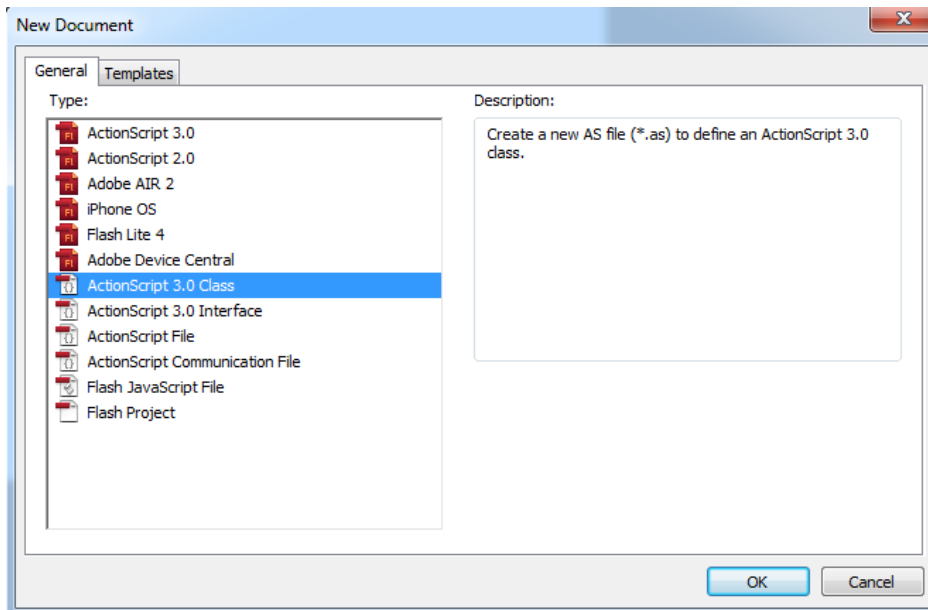 New Document
General
Templates
Type:
ActionScript 3.0
ActionScript 2.0
Adobe AIR 2
iPhone OS
Flash Lite 4
Adobe Device Central
ActionScript 3.0 Class
ActionScript 3.0 Interface
ActionScript File
ActionScript Communication File
Flash JavaScript File
Flash Project
Description:
Create a new AS file (*.as) to define an ActionScript 3.0
class.
OK
Cancel